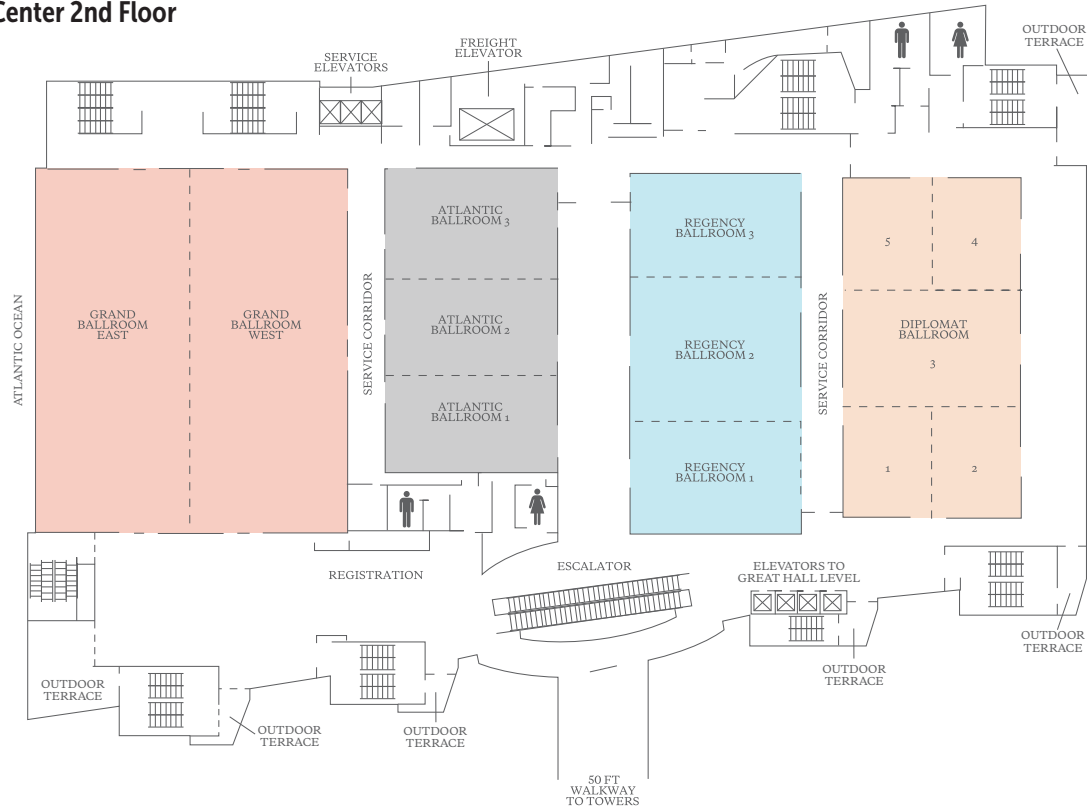 Center 2nd Floor
OUTDOOR
TERRACE
FREIGHT
ELEVATOR
SERVICE
ELEVATORS
ATLANTIC
BALLROOM 3
REGENCY
BALLROOM 3
5
4
GRAND
BALLROOM
EAST
GRAND
BALLROOM
WEST
ATLANTIC
BALLROOM 2
REGENCY
BALLROOM 2
DIPLOMAT
BALLROOM
3
ATLANTIC OCEAN
SERVICE CORRIDOR
SERVICE CORRIDOR
ATLANTIC
BALLROOM 1
REGENCY
BALLROOM 1
1
2
REGISTRATION
ESCALATOR
ELEVATORS TO
GREAT HALL LEVEL
OUTDOOR
TERRACE
OUTDOOR
TERRACE
OUTDOOR
TERRACE
OUTDOOR
TERRACE
OUTDOOR
TERRACE
50 FT
WALKWAY
TO TOWERS